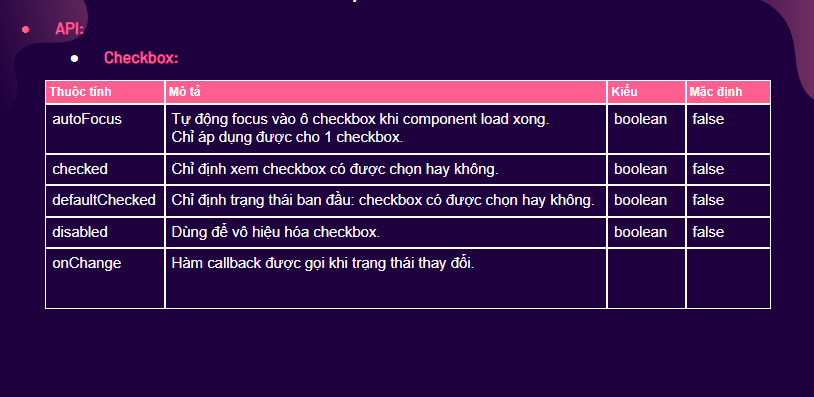 API:
Checkbox:
Thuộc tính Mô tả Kiểu Mặc định
autoFocus Tự động focus vào ô checkbox khi component load xong. boolean false
Chỉ áp dụng được cho 1 checkbox.
checked Chỉ định xem checkbox có được chọn hay không. boolean false
defaultChecked Chỉ định trạng thái ban đầu: checkbox có được chọn hay không. boolean false
disabled Dùng để vô hiệu hóa checkbox. boolean false
onChange Hàm callback được gọi khi trạng thái thay đổi.